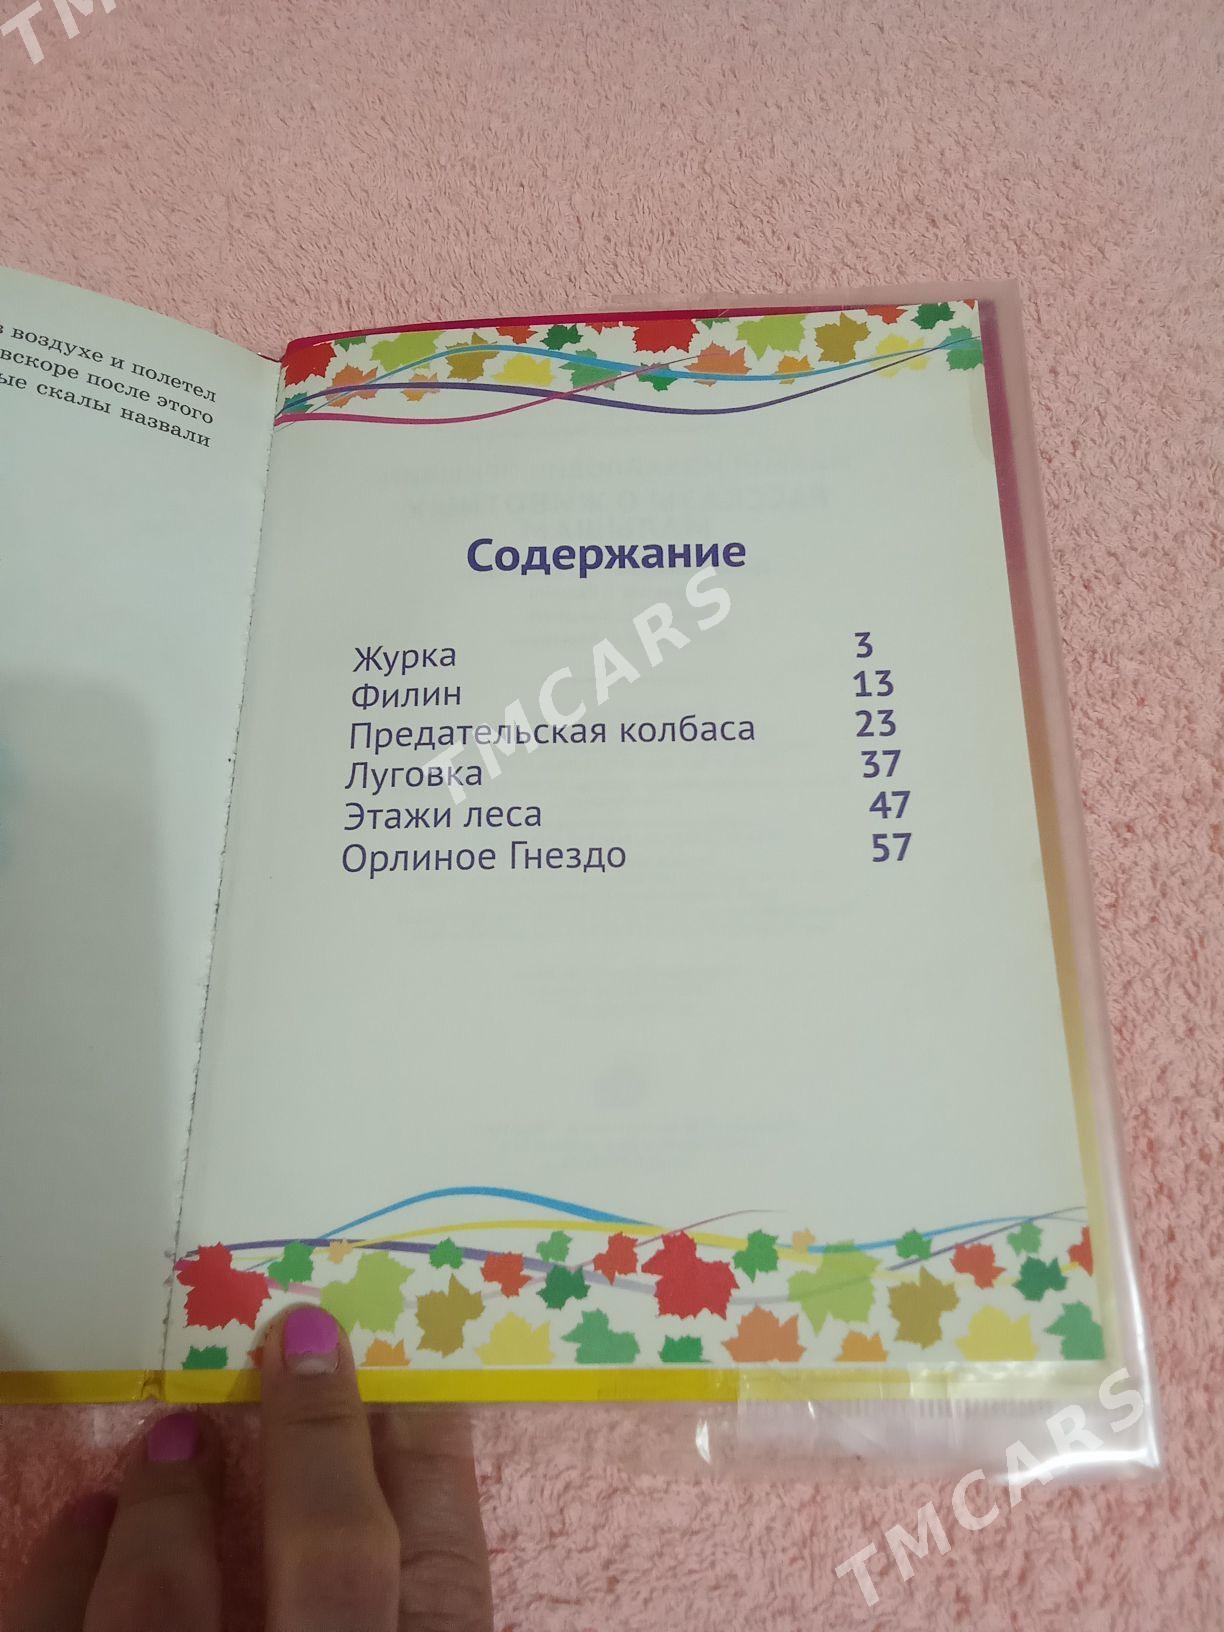 в воздухе и полетел
вскоре после этого
ые скалы назвали
Содержание
Журка 3
Филин 13
Предательская колбаса 23
Луговка 37
Этажи леса 47
Орлиное Гнездо 57
TMCARS
TMCARS